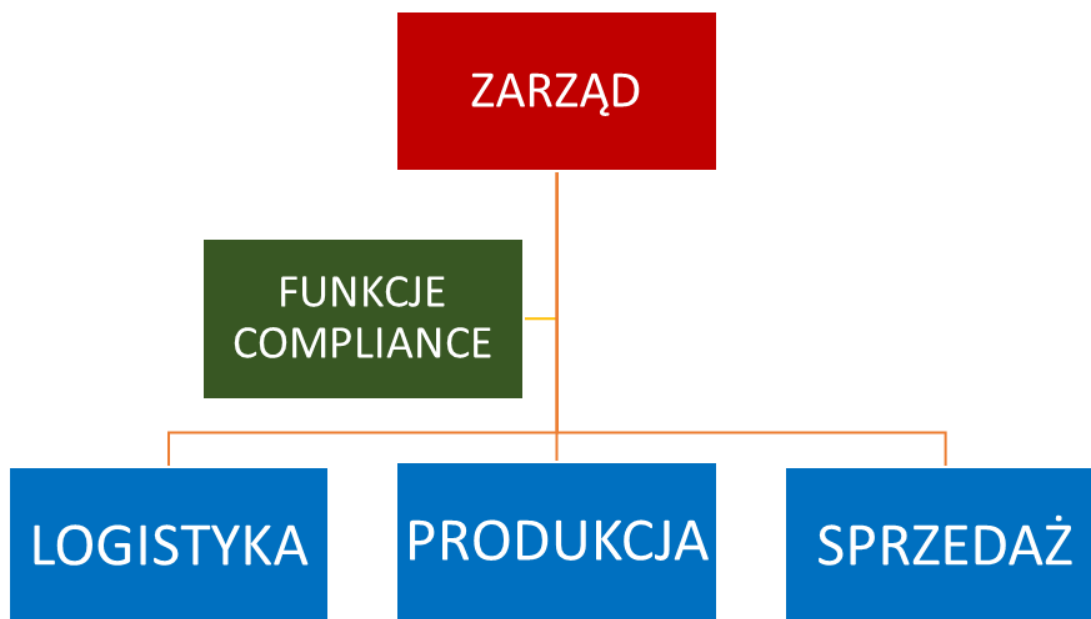 ZARZĄD
FUNKCJE
COMPLIANCE
LOGISTYKA
PRODUKCJA
SPRZEDAŻ